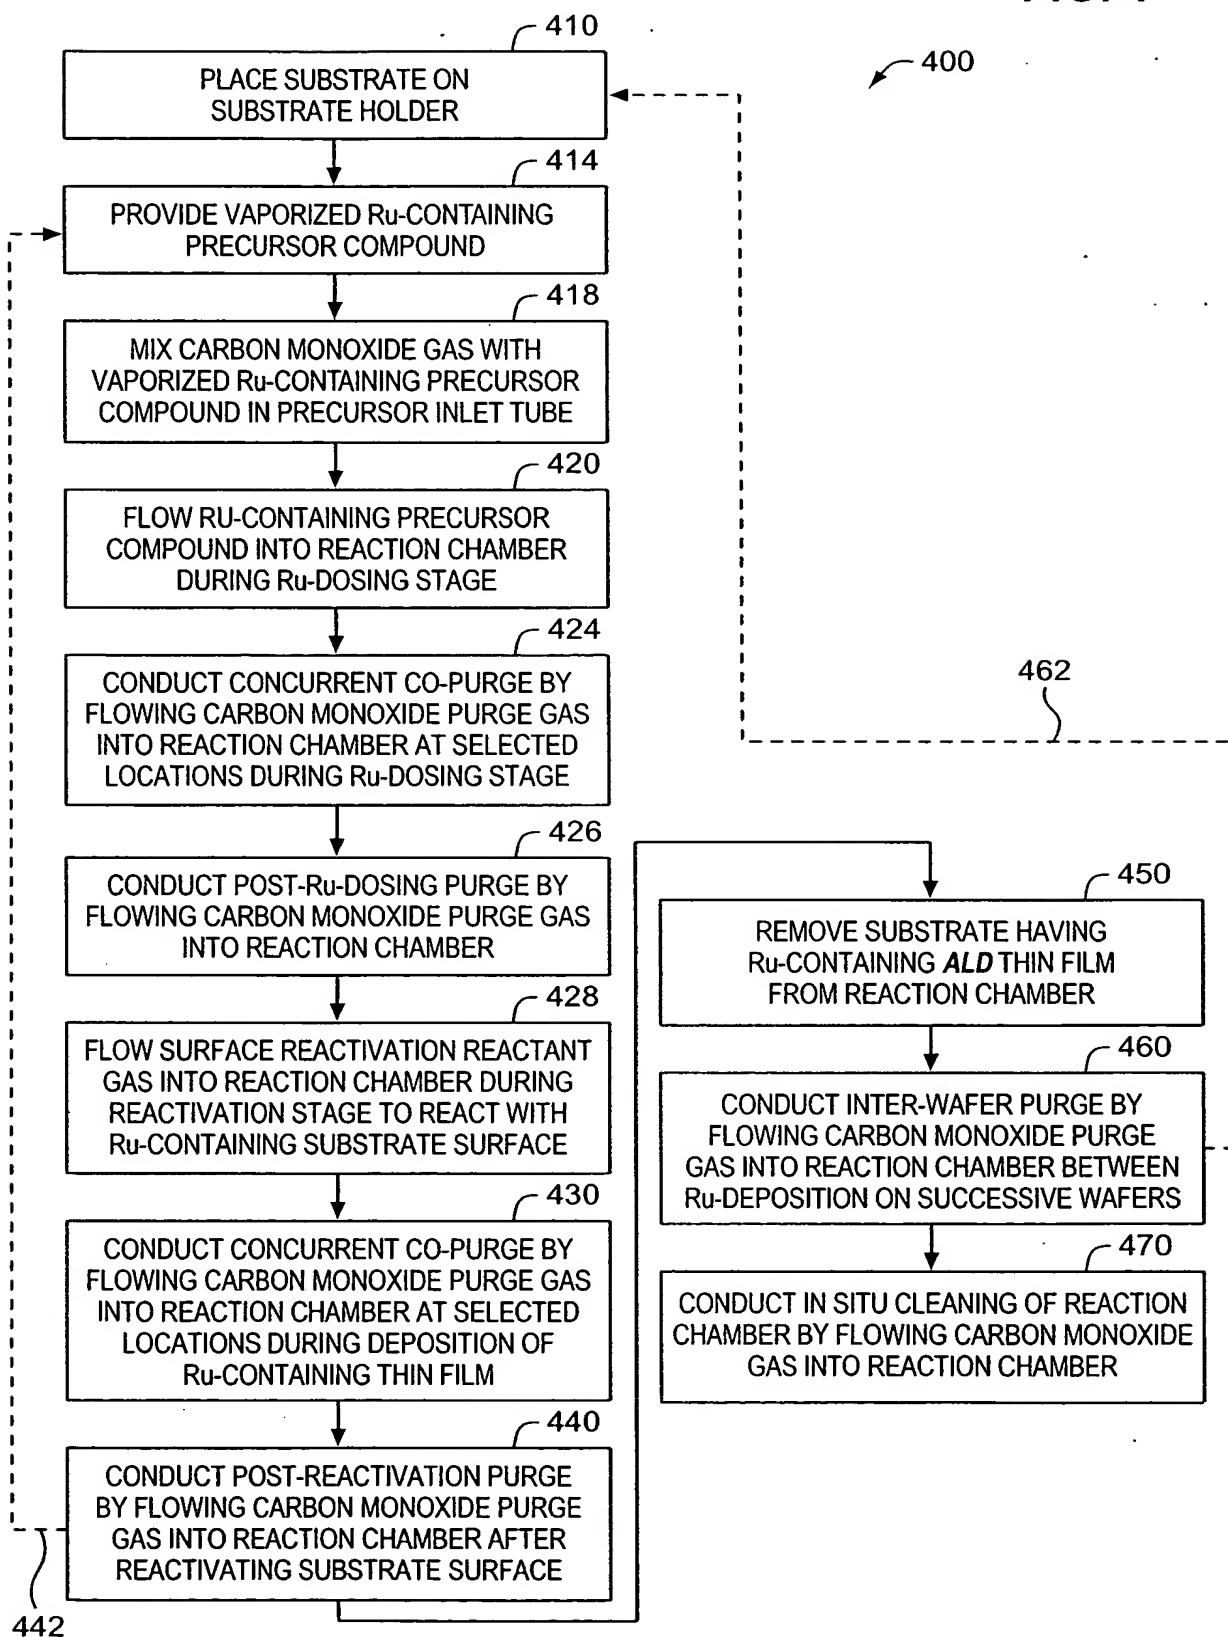 410
PLACE SUBSTRATE ON
SUBSTRATE HOLDER
400
414
PROVIDE VAPORIZED Ru-CONTAINING
PRECURSOR COMPOUND
418
MIX CARBON MONOXIDE GAS WITH
VAPORIZED Ru-CONTAINING PRECURSOR
COMPOUND IN PRECURSOR INLET TUBE
420
FLOW RU-CONTAINING PRECURSOR
COMPOUND INTO REACTION CHAMBER
DURING Ru-DOSING STAGE
424
CONDUCT CONCURRENT CO-PURGE BY
FLOWING CARBON MONOXIDE PURGE GAS
INTO REACTION CHAMBER AT SELECTED
LOCATIONS DURING Ru-DOSING STAGE
426
CONDUCT POST-Ru-DOSING PURGE BY
FLOWING CARBON MONOXIDE PURGE GAS
INTO REACTION CHAMBER
428
FLOW SURFACE REACTIVATION REACTANT
GAS INTO REACTION CHAMBER DURING
REACTIVATION STAGE TO REACT WITH
Ru-CONTAINING SUBSTRATE SURFACE
430
CONDUCT CONCURRENT CO-PURGE BY
FLOWING CARBON MONOXIDE PURGE GAS
INTO REACTION CHAMBER AT SELECTED
LOCATIONS DURING DEPOSITION OF
Ru-CONTAINING THIN FILM
440
CONDUCT POST-REACTIVATION PURGE
BY FLOWING CARBON MONOXIDE PURGE
GAS INTO REACTION CHAMBER AFTER
REACTIVATING SUBSTRATE SURFACE
442
462
450
REMOVE SUBSTRATE HAVING
Ru-CONTAINING ALD THIN FILM
FROM REACTION CHAMBER
460
CONDUCT INTER-WAFER PURGE BY
FLOWING CARBON MONOXIDE PURGE
GAS INTO REACTION CHAMBER BETWEEN
Ru-DEPOSITION ON SUCCESSIVE WAFERS
470
CONDUCT IN SITU CLEANING OF REACTION
CHAMBER BY FLOWING CARBON MONOXIDE
GAS INTO REACTION CHAMBER